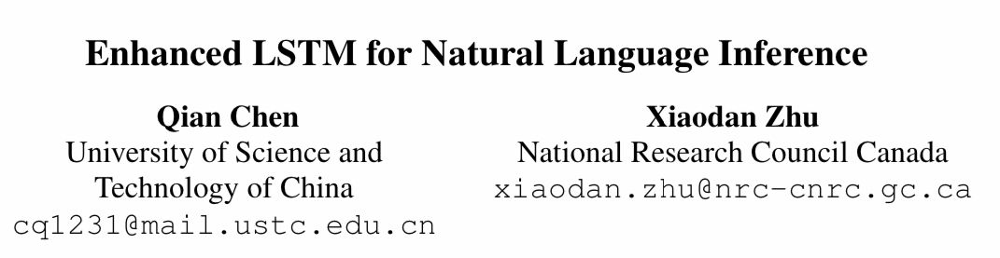 Enhanced LSTM for Natural Language Inference
Qian Chen
University of Science and
Technology of China
cq1231@mail.ustc.edu.cn
Xiaodan Zhu
National Research Council Canada
xiaodan.zhu@nrc-cnrc.gc.ca